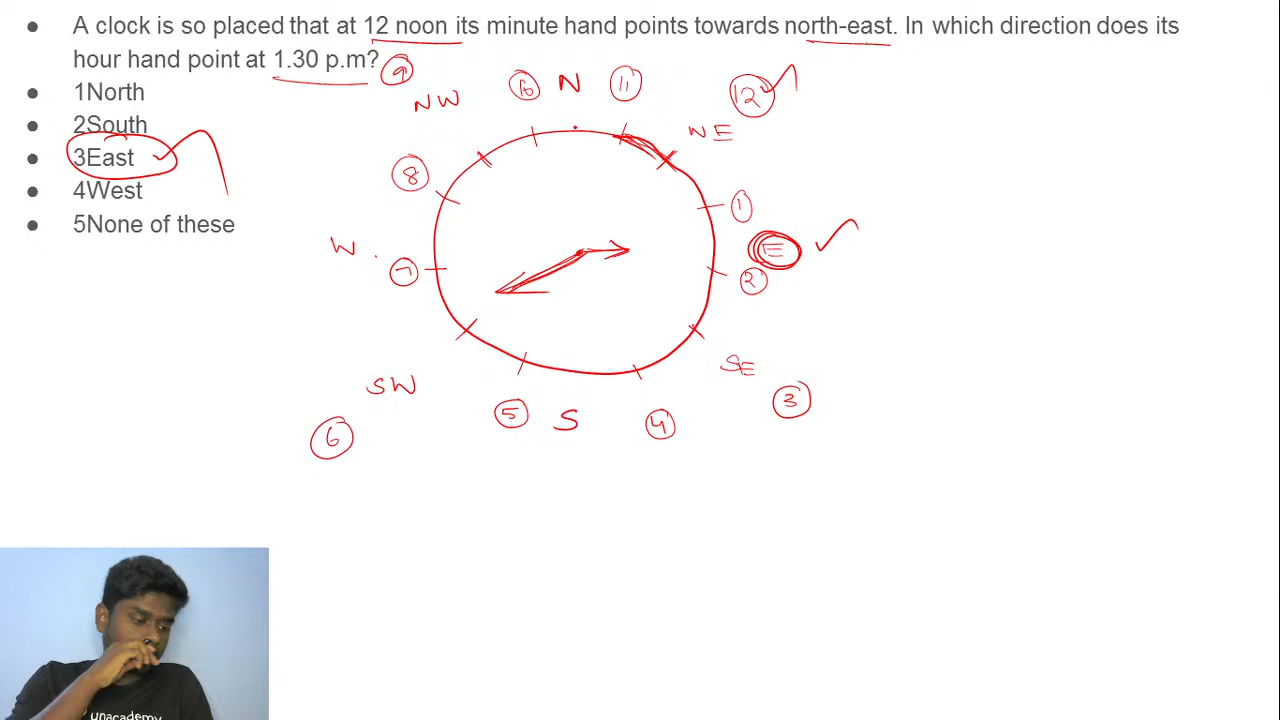 A clock is so placed that at 12 noon its minute hand points towards north-east. In which direction does its
hour hand point at 1.30 p.m?
1North
2South
3East
4West
5None of these
9
NW
10
N
11
12
NE
8
1
W
E
7
2
SE
SW
3
5
S
4
6
unacademy